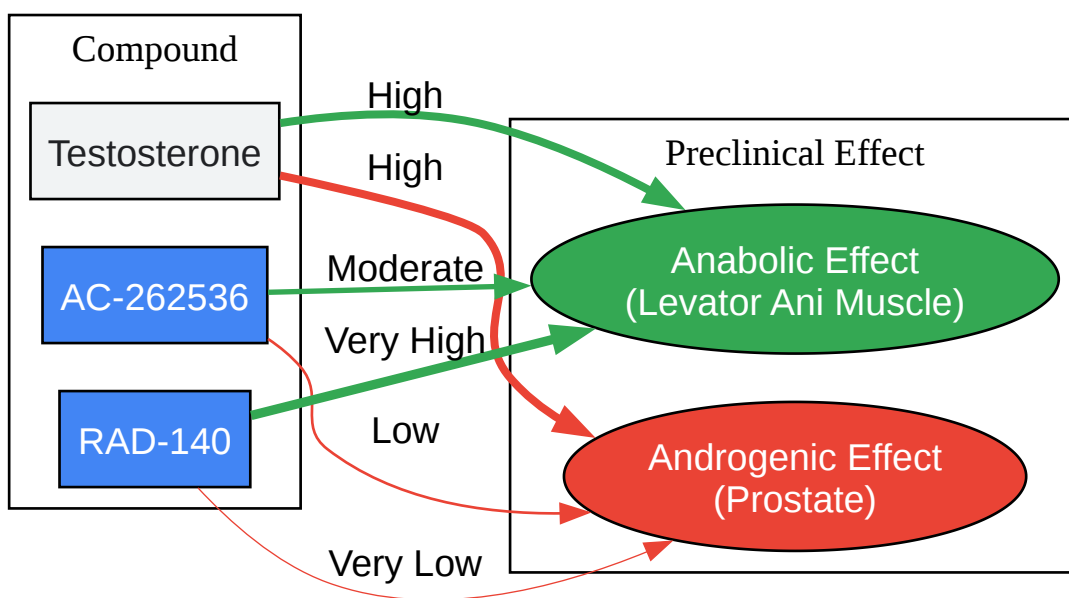 Compound
Testosterone
AC-262536
RAD-140
High
High
Moderate
Very High
Low
Very Low
Preclinical Effect
Anabolic Effect
(Levator Ani Muscle)
Androgenic Effect
(Prostate)